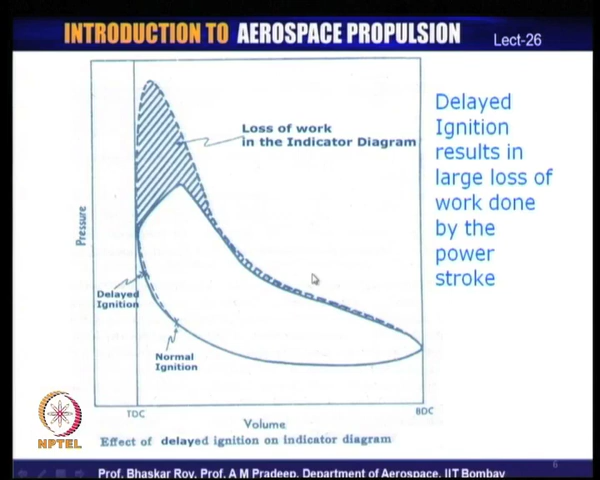 INTRODUCTION TO AEROSPACE PROPULSION
Lect-26
Loss of work
in the Indicator Diagram
Delayed
Ignition
results in
large loss of
work done
by the
power
stroke
Pressure
Delayed
Ignition
Normal
Ignition
TDC
BDC
Volume
Effect of delayed ignition on indicator diagram
NPTEL
6
Prof. Bhaskar Roy, Prof. A M Pradeep, Department of Aerospace, IIT Bombay